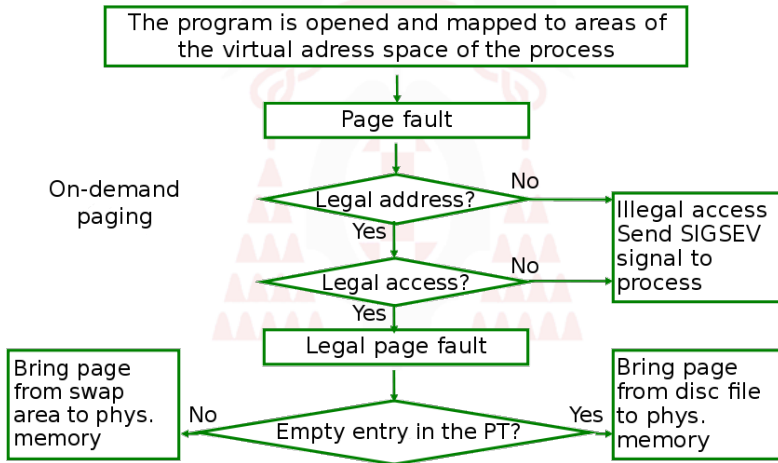 The program is opened and mapped to areas of
the virtual adress space of the process
Page fault
On-demand
paging
Legal address?
No
Yes
Illegal access
Send SIGSEV
signal to
process
Legal access?
No
Yes
Legal page fault
Bring page
from swap
area to phys.
memory
No
Empty entry in the PT?
Yes
Bring page
from disc file
to phys.
memory